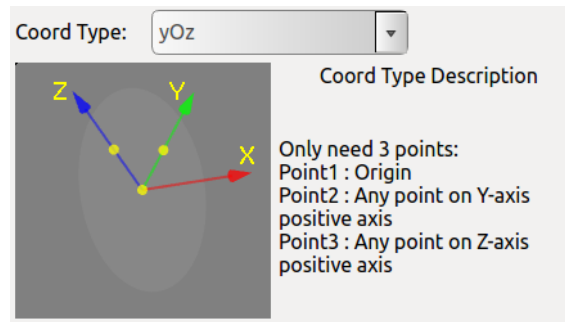 Coord Type: yOz
Coord Type Description
Z Y X
Only need 3 points:
Point1 : Origin
Point2 : Any point on Y-axis
positive axis
Point3 : Any point on Z-axis
positive axis